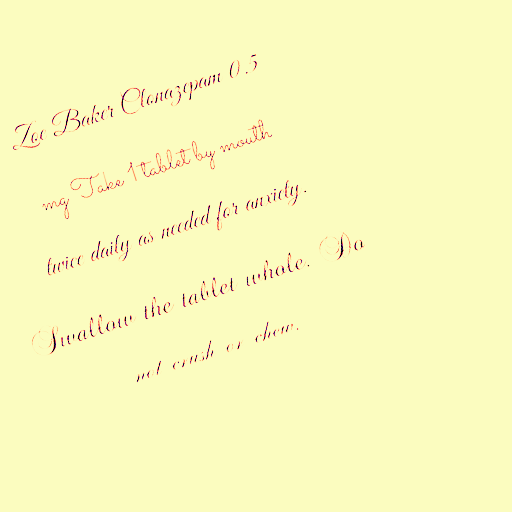 Zoe Baker Clonazepam 0.5
mg Take 1 tablet by mouth
twice daily as needed for anxiety.
Swallow the tablet whole. Do
not crush or chew.